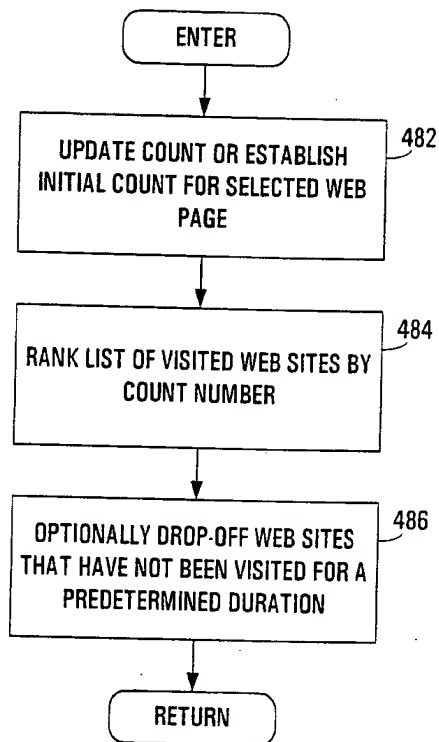 ENTER
482
UPDATE COUNT OR ESTABLISH
INITIAL COUNT FOR SELECTED WEB
PAGE
484
RANK LIST OF VISITED WEB SITES BY
COUNT NUMBER
486
OPTIONALLY DROP-OFF WEB SITES
THAT HAVE NOT BEEN VISITED FOR A
PREDETERMINED DURATION
RETURN